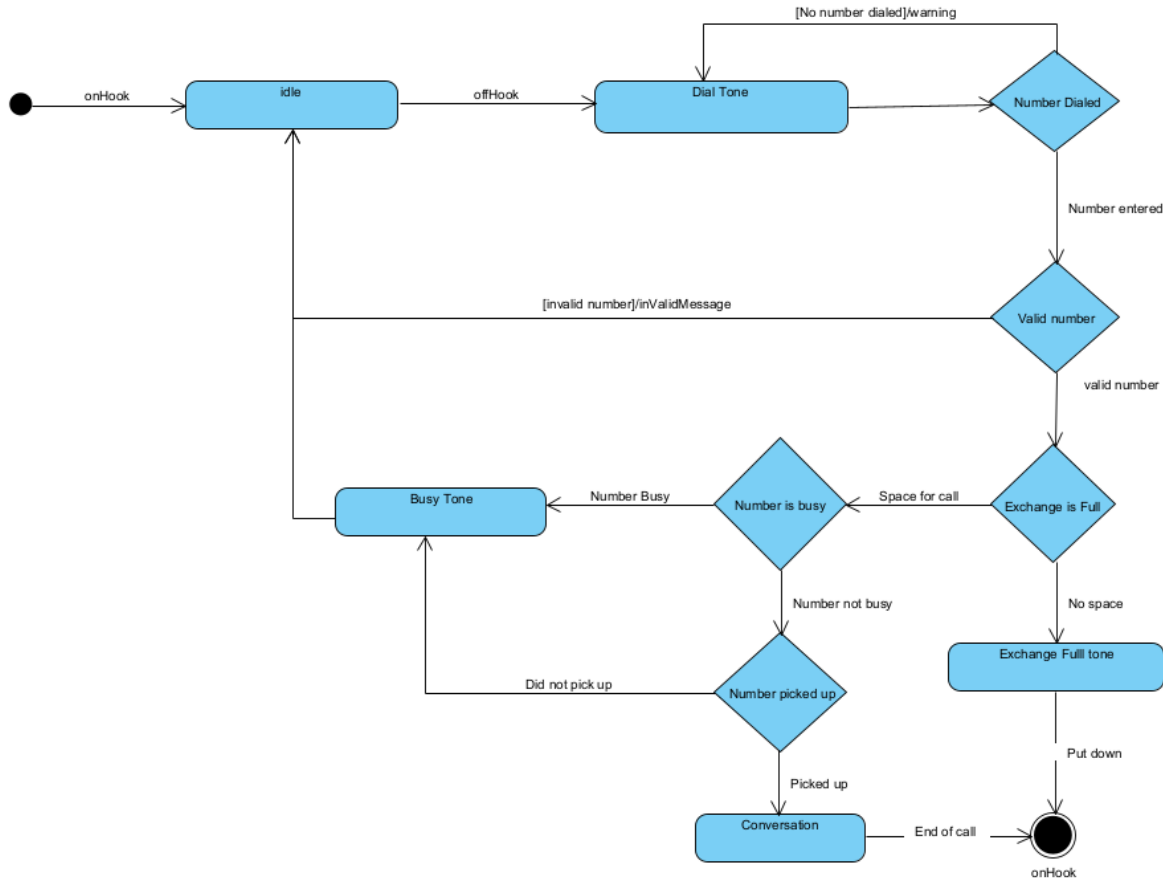 [No number dialed]/warning
onHook
idle
offHook
Dial Tone
Number Dialed
Number entered
[invalid number]/inValidMessage
Valid number
valid number
Busy Tone
Number Busy
Number is busy
Space for call
Exchange is Full
Number not busy
No space
Exchange Fulll tone
Did not pick up
Number picked up
Put down
Picked up
Conversation
End of call
onHook